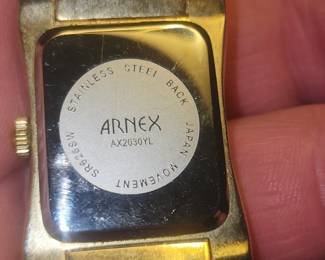 STAINLESS STEEL BACK JAPAN MOVEMENT SR626SW
ARNEX
AX2030YL